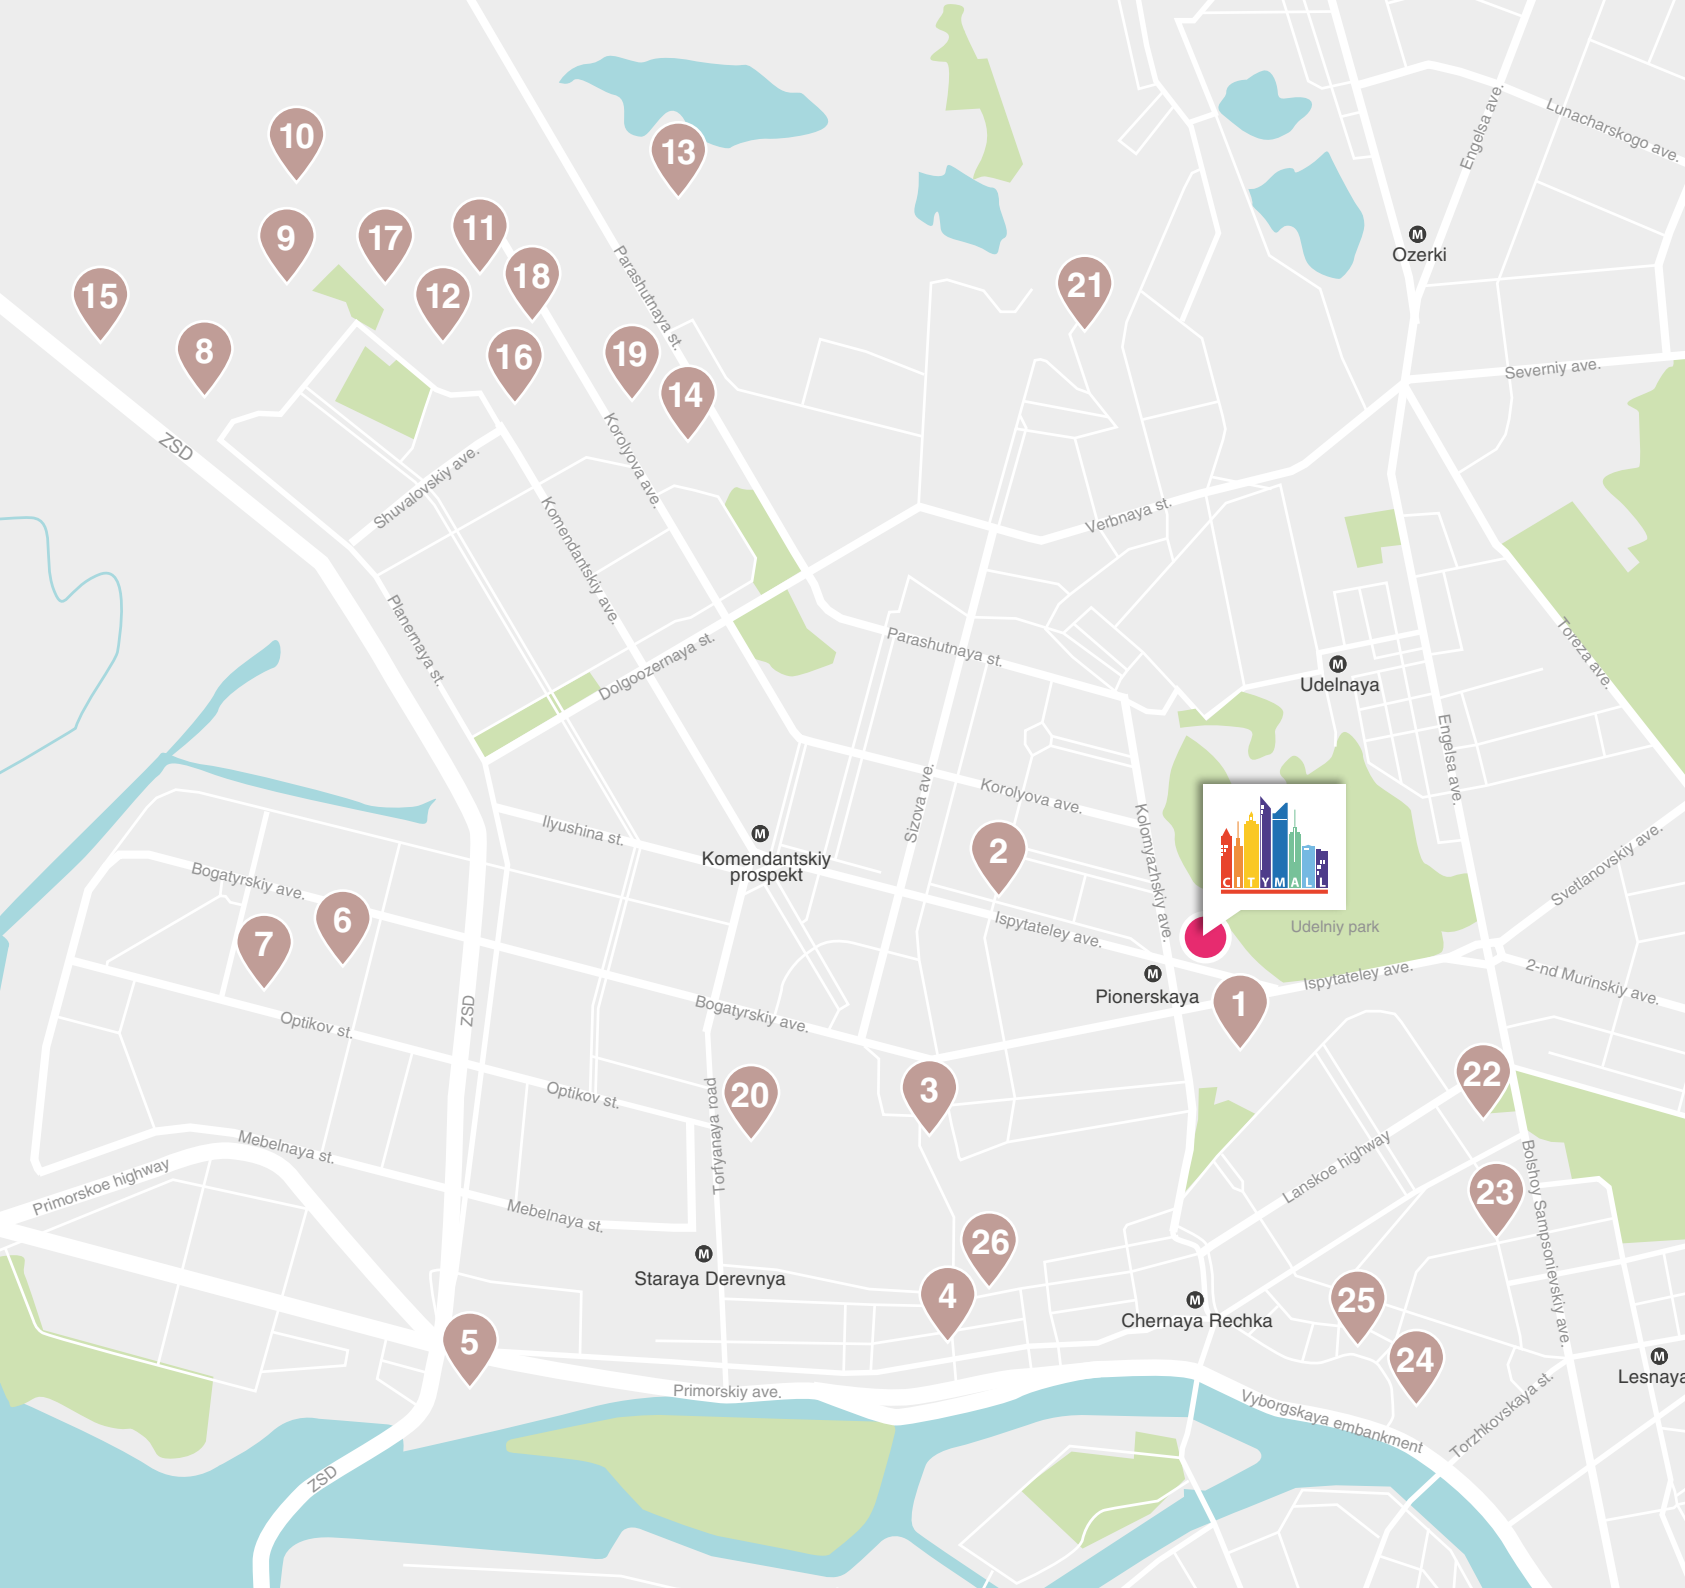 Lunacharskogo ave.
Engelsa ave.
10
13
11
9
17
M
Ozerki
18
15
12
21
Parashutnaya st.
8
16
19
Severniy ave.
14
ZSD
Korolyova ave.
Shuvalovskiy ave.
Komendantskiy ave.
Verbnaya st.
Planernaya st.
Parashutnaya st.
Toreza ave.
Dolgoozernaya st.
M
Udelnaya
Engelsa ave.
Korolyova ave.
Sizova ave.
Ilyushina st.
M
Komendantskiy
prospekt
2
Kolomyazhskiy ave.
CITYMALL
Svetlanovskiy ave.
Bogatyrskiy ave.
6
7
Ispytateley ave.
Udelniy park
M
Pionerskaya
Ispytateley ave.
2-nd Murinskiy ave.
1
ZSD
Bogatyrskiy ave.
Optikov st.
22
Optikov st.
20
3
Torfyanaya road
Mebelnaya st.
Primorskoe highway
Lanskoe highway
23
Bolshoy Sampsonievskiy ave.
Mebelnaya st.
26
M
Staraya Derevnya
4
M
Chernaya Rechka
25
5
24
M
Lesnaya
Primorskiy ave.
Vyborgskaya embankment
Torzhkovskaya st.
ZSD